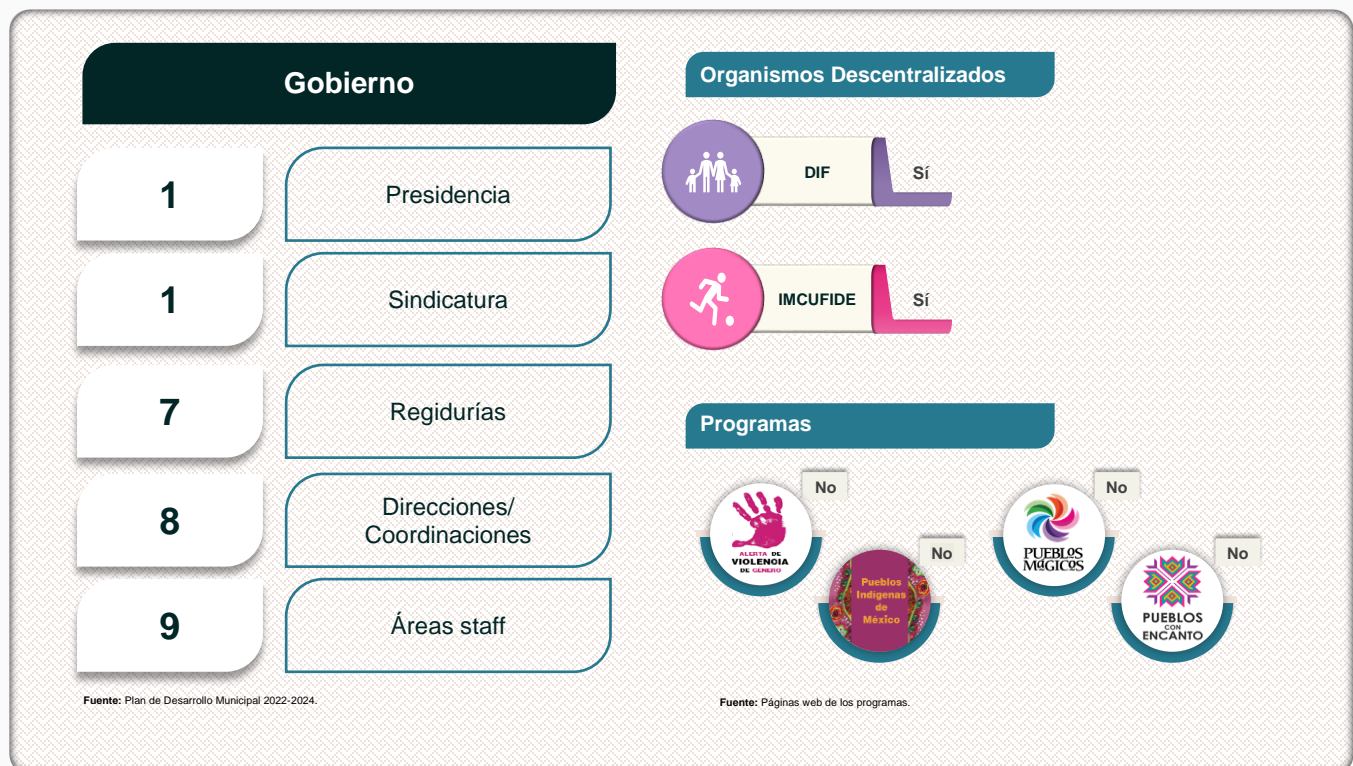 Gobierno
1
Presidencia
1
Sindicatura
7
Regidurías
8
Direcciones/
Coordinaciones
9
Áreas staff
Fuente: Plan de Desarrollo Municipal 2022-2024.
Organismos Descentralizados
DIF
Sí
IMCUFIDE
Sí
Programas
No
ALERTA DE
VIOLENCIA
DE GÉNERO
No
Pueblos
Indígenas
de
México
No
PUEBLOS
MÁGICOS
No
PUEBLOS
CON
ENCANTO
Fuente: Páginas web de los programas.